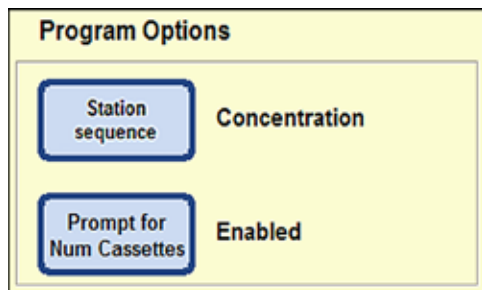 Program Options
Station
sequence
Concentration
Prompt for
Num Cassettes
Enabled